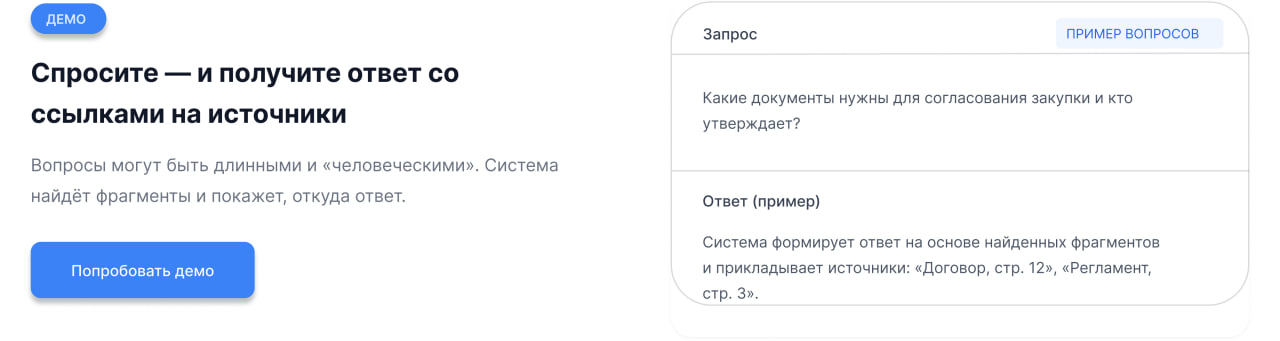 ДЕМО
Спросите — и получите ответ со
ссылками на источники
Вопросы могут быть длинными и «человеческими». Система
найдёт фрагменты и покажет, откуда ответ.
Попробовать демо
Запрос
ПРИМЕР ВОПРОСОВ
Какие документы нужны для согласования закупки и кто
утверждает?
Ответ (пример)
Система формирует ответ на основе найденных фрагментов
и прикладывает источники: «Договор, стр. 12», «Регламент,
стр. 3».